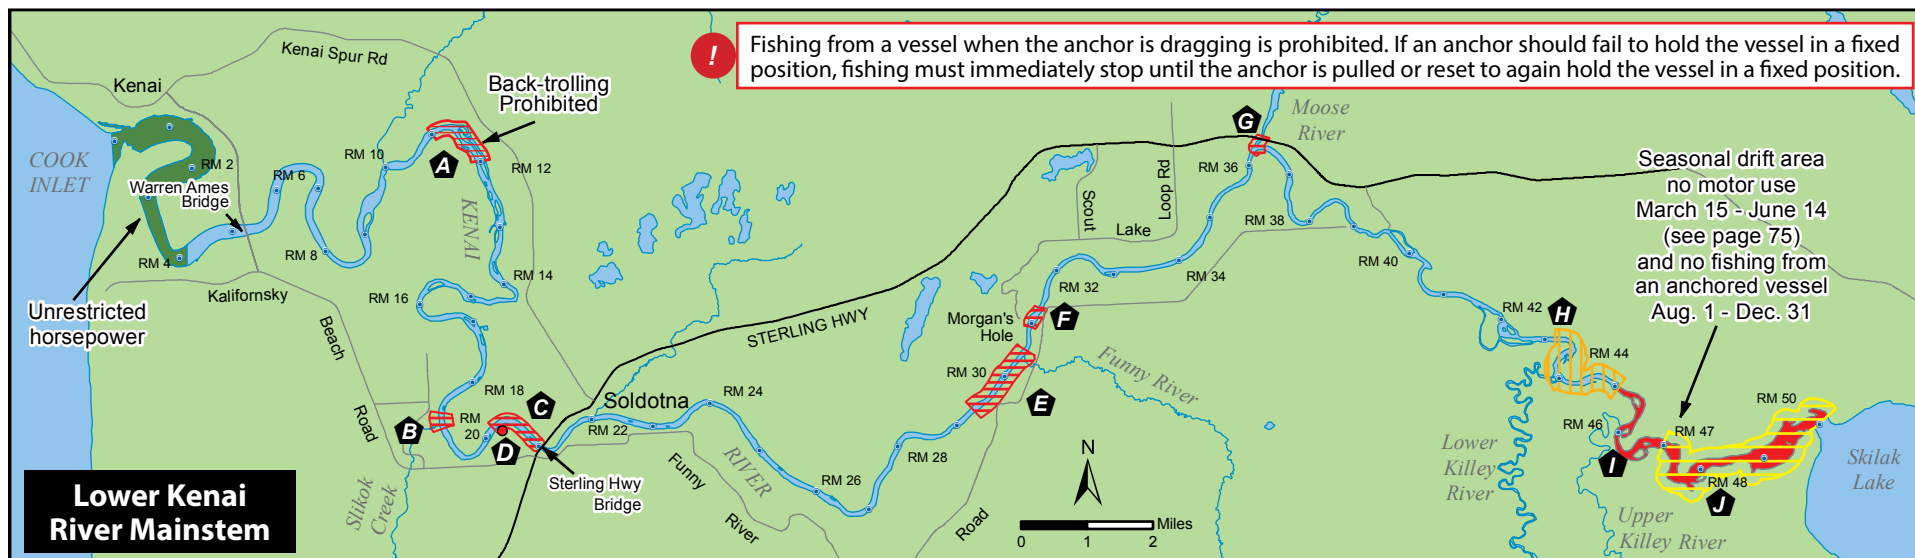 ! Fishing from a vessel when the anchor is dragging is prohibited. If an anchor should fail to hold the vessel in a fixed
position, fishing must immediately stop until the anchor is pulled or reset to again hold the vessel in a fixed position.
Kenai Spur Rd
Kenai
Back-trolling
Prohibited
COOK
INLET
RM 2
Warren Ames
Bridge
RM 4
Unrestricted
horsepower
RM 6
RM 8
RM 10
A
RM 12
KENAI
RM 14
RM 16
Kalifornsky
Beach
Road
RM 18
RM
20
B
C
D
Soldotna
Slikok
Creek
Sterling Hwy
Bridge
STERLING HWY
RM 22
RM 24
Funny
River
Road
RIVER
RM 26
RM 28
RM 30
E
Morgan's
Hole
F
Funny River
RM 32
RM 34
Scout
Lake
Loop Rd
G
Moose
River
RM 36
RM 38
RM 40
RM 42
H
RM 44
Seasonal drift area
no motor use
March 15 - June 14
(see page 75)
and no fishing from
an anchored vessel
Aug. 1 - Dec. 31
RM 46
I
RM 47
RM 48
J
RM 50
Lower
Killey
River
Upper
Killey River
Skilak
Lake
N
Miles
0 1 2
Lower Kenai
River Mainstem